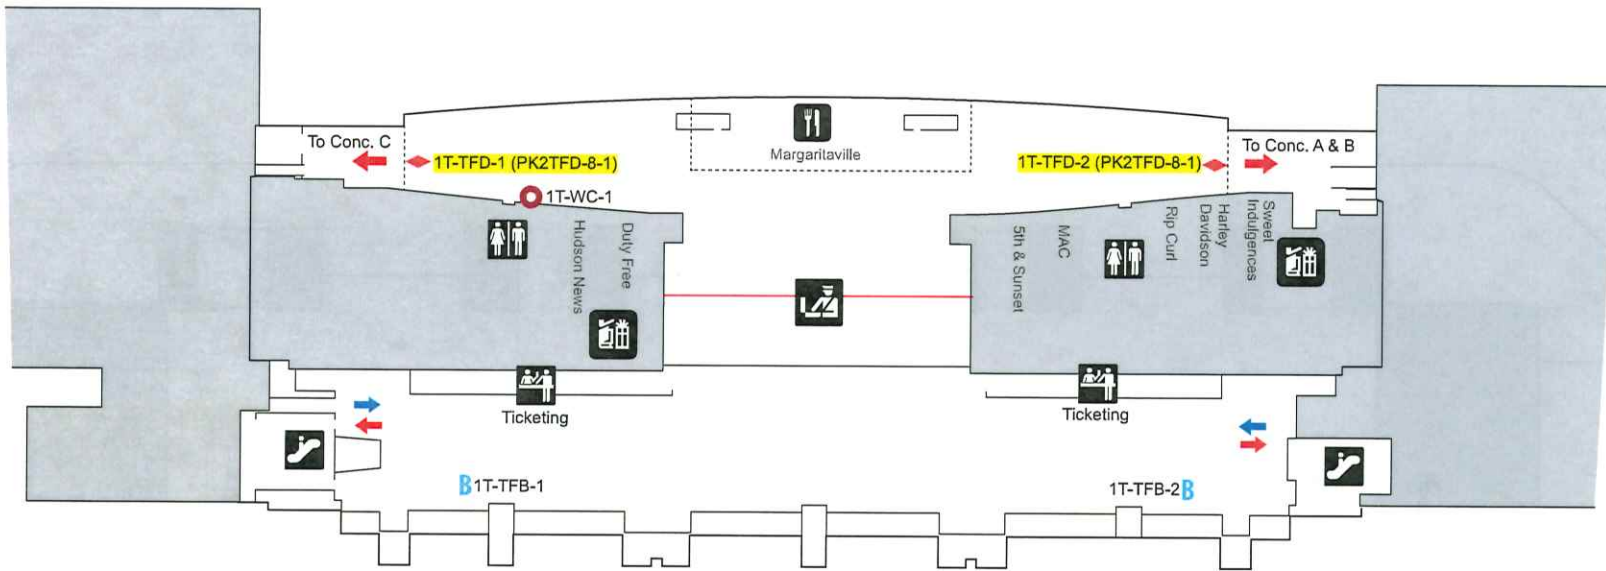 To Conc. C
To Conc. A & B
1T-TFD-1 (PK2TFD-8-1)
Margaritaville
1T-TFD-2 (PK2TFD-8-1)
1T-WC-1
Hudson News
Duty Free
5th & Sunset
MAC
Rip Curl
Harley
Davidson
Sweet
Indulgences
Ticketing
Ticketing
B 1T-TFB-1
1T-TFB-2 B